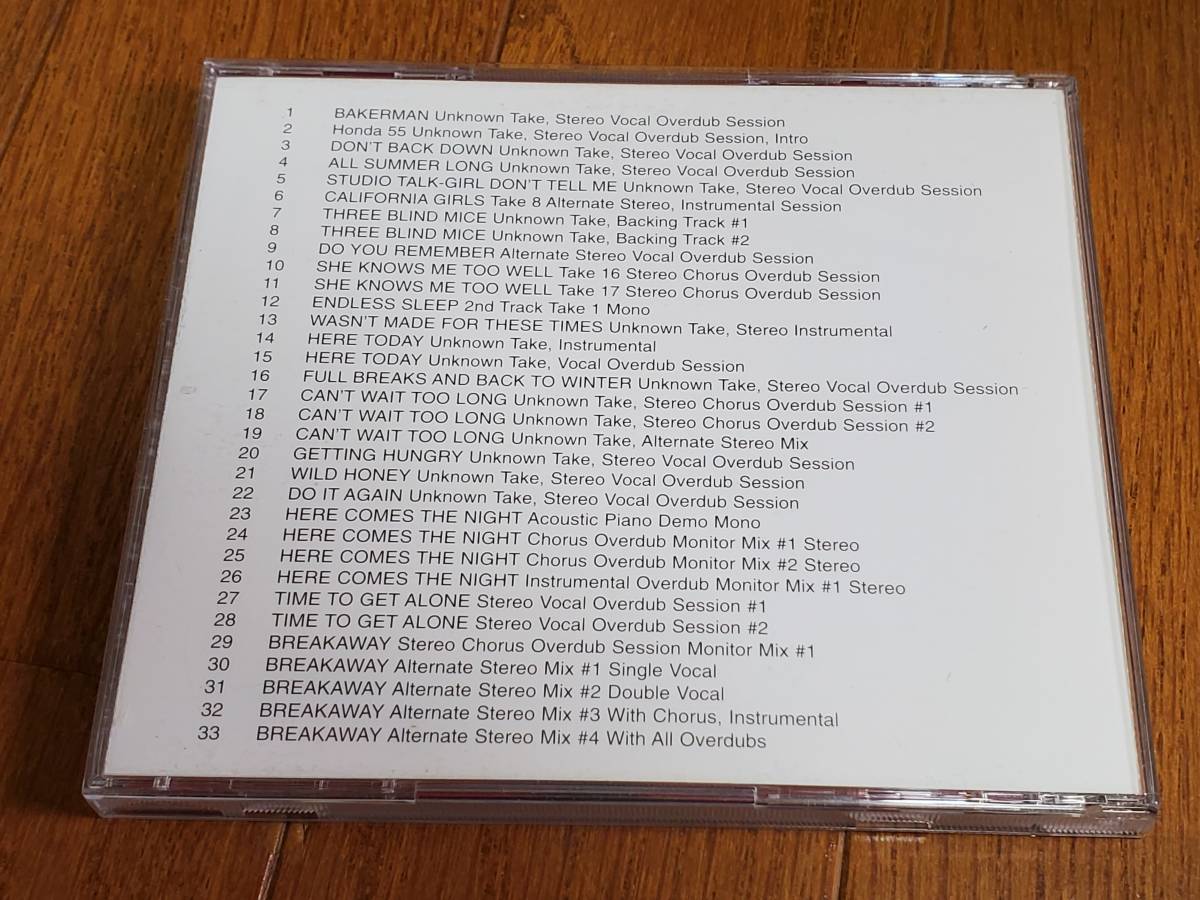 1 BAKERMAN Unknown Take, Stereo Vocal Overdub Session
2 Honda 55 Unknown Take, Stereo Vocal Overdub Session, Intro
3 DON'T BACK DOWN Unknown Take, Stereo Vocal Overdub Session
4 ALL SUMMER LONG Unknown Take, Stereo Vocal Overdub Session
5 STUDIO TALK-GIRL DON'T TELL ME Unknown Take, Stereo Vocal Overdub Session
6 CALIFORNIA GIRLS Take 8 Alternate Stereo, Instrumental Session
7 THREE BLIND MICE Unknown Take, Backing Track #1
8 THREE BLIND MICE Unknown Take, Backing Track #2
9 DO YOU REMEMBER Alternate Stereo Vocal Overdub Session
10 SHE KNOWS ME TOO WELL Take 16 Stereo Chorus Overdub Session
11 SHE KNOWS ME TOO WELL Take 17 Stereo Chorus Overdub Session
12 ENDLESS SLEEP 2nd Track Take 1 Mono
13 WASN'T MADE FOR THESE TIMES Unknown Take, Stereo Instrumental
14 HERE TODAY Unknown Take, Instrumental
15 HERE TODAY Unknown Take, Vocal Overdub Session
16 FULL BREAKS AND BACK TO WINTER Unknown Take, Stereo Vocal Overdub Session
17 CAN'T WAIT TOO LONG Unknown Take, Stereo Chorus Overdub Session #1
18 CAN'T WAIT TOO LONG Unknown Take, Stereo Chorus Overdub Session #2
19 CAN'T WAIT TOO LONG Unknown Take, Alternate Stereo Mix
20 GETTING HUNGRY Unknown Take, Stereo Vocal Overdub Session
21 WILD HONEY Unknown Take, Stereo Vocal Overdub Session
22 DO IT AGAIN Unknown Take, Stereo Vocal Overdub Session
23 HERE COMES THE NIGHT Acoustic Piano Demo Mono
24 HERE COMES THE NIGHT Chorus Overdub Monitor Mix #1 Stereo
25 HERE COMES THE NIGHT Chorus Overdub Monitor Mix #2 Stereo
26 HERE COMES THE NIGHT Instrumental Overdub Monitor Mix #1 Stereo
27 TIME TO GET ALONE Stereo Vocal Overdub Session #1
28 TIME TO GET ALONE Stereo Vocal Overdub Session #2
29 BREAKAWAY Stereo Chorus Overdub Session Monitor Mix #1
30 BREAKAWAY Alternate Stereo Mix #1 Single Vocal
31 BREAKAWAY Alternate Stereo Mix #2 Double Vocal
32 BREAKAWAY Alternate Stereo Mix #3 With Chorus, Instrumental
33 BREAKAWAY Alternate Stereo Mix #4 With All Overdubs